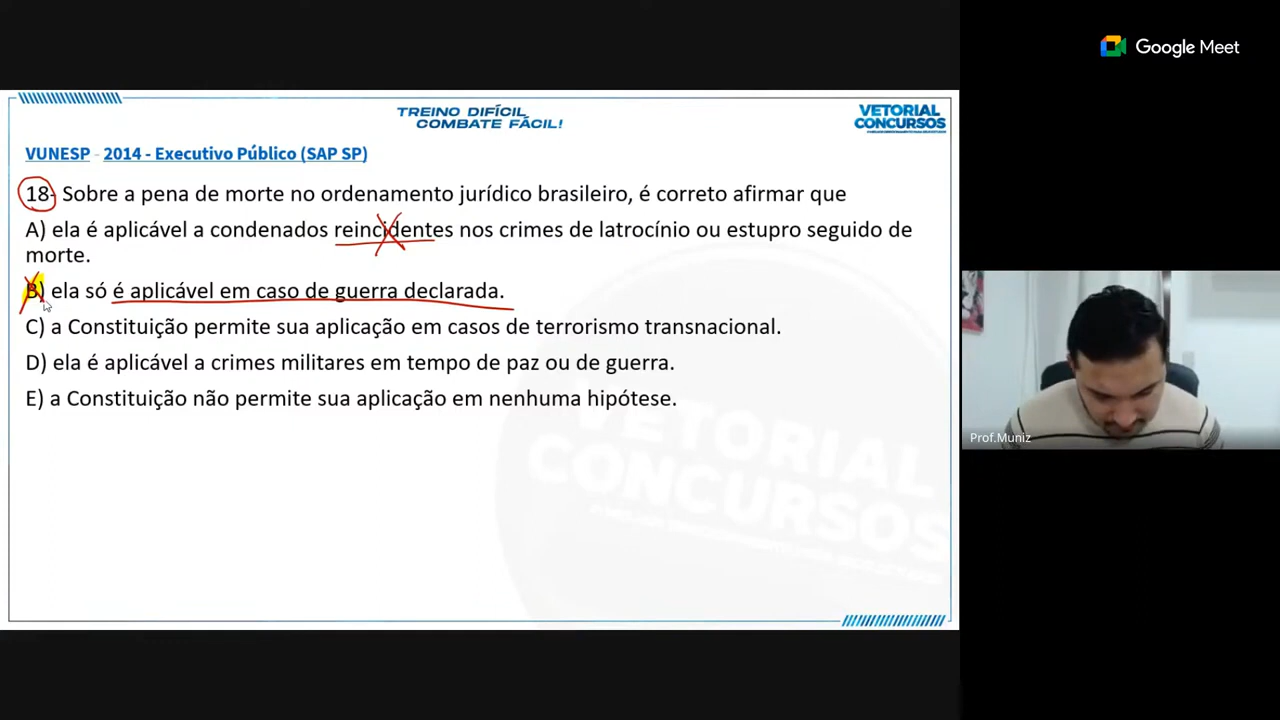 Google Meet
TREINO DIFÍCIL
COMBATE FÁCIL!
VETORIAL
CONCURSOS
VUNESP - 2014 - Executivo Público (SAP SP)
18- Sobre a pena de morte no ordenamento jurídico brasileiro, é correto afirmar que
A) ela é aplicável a condenados reincidentes nos crimes de latrocínio ou estupro seguido de
morte.
B) ela só é aplicável em caso de guerra declarada.
C) a Constituição permite sua aplicação em casos de terrorismo transnacional.
D) ela é aplicável a crimes militares em tempo de paz ou de guerra.
E) a Constituição não permite sua aplicação em nenhuma hipótese.
VETORIAL
CONCURSOS
Prof.Muniz